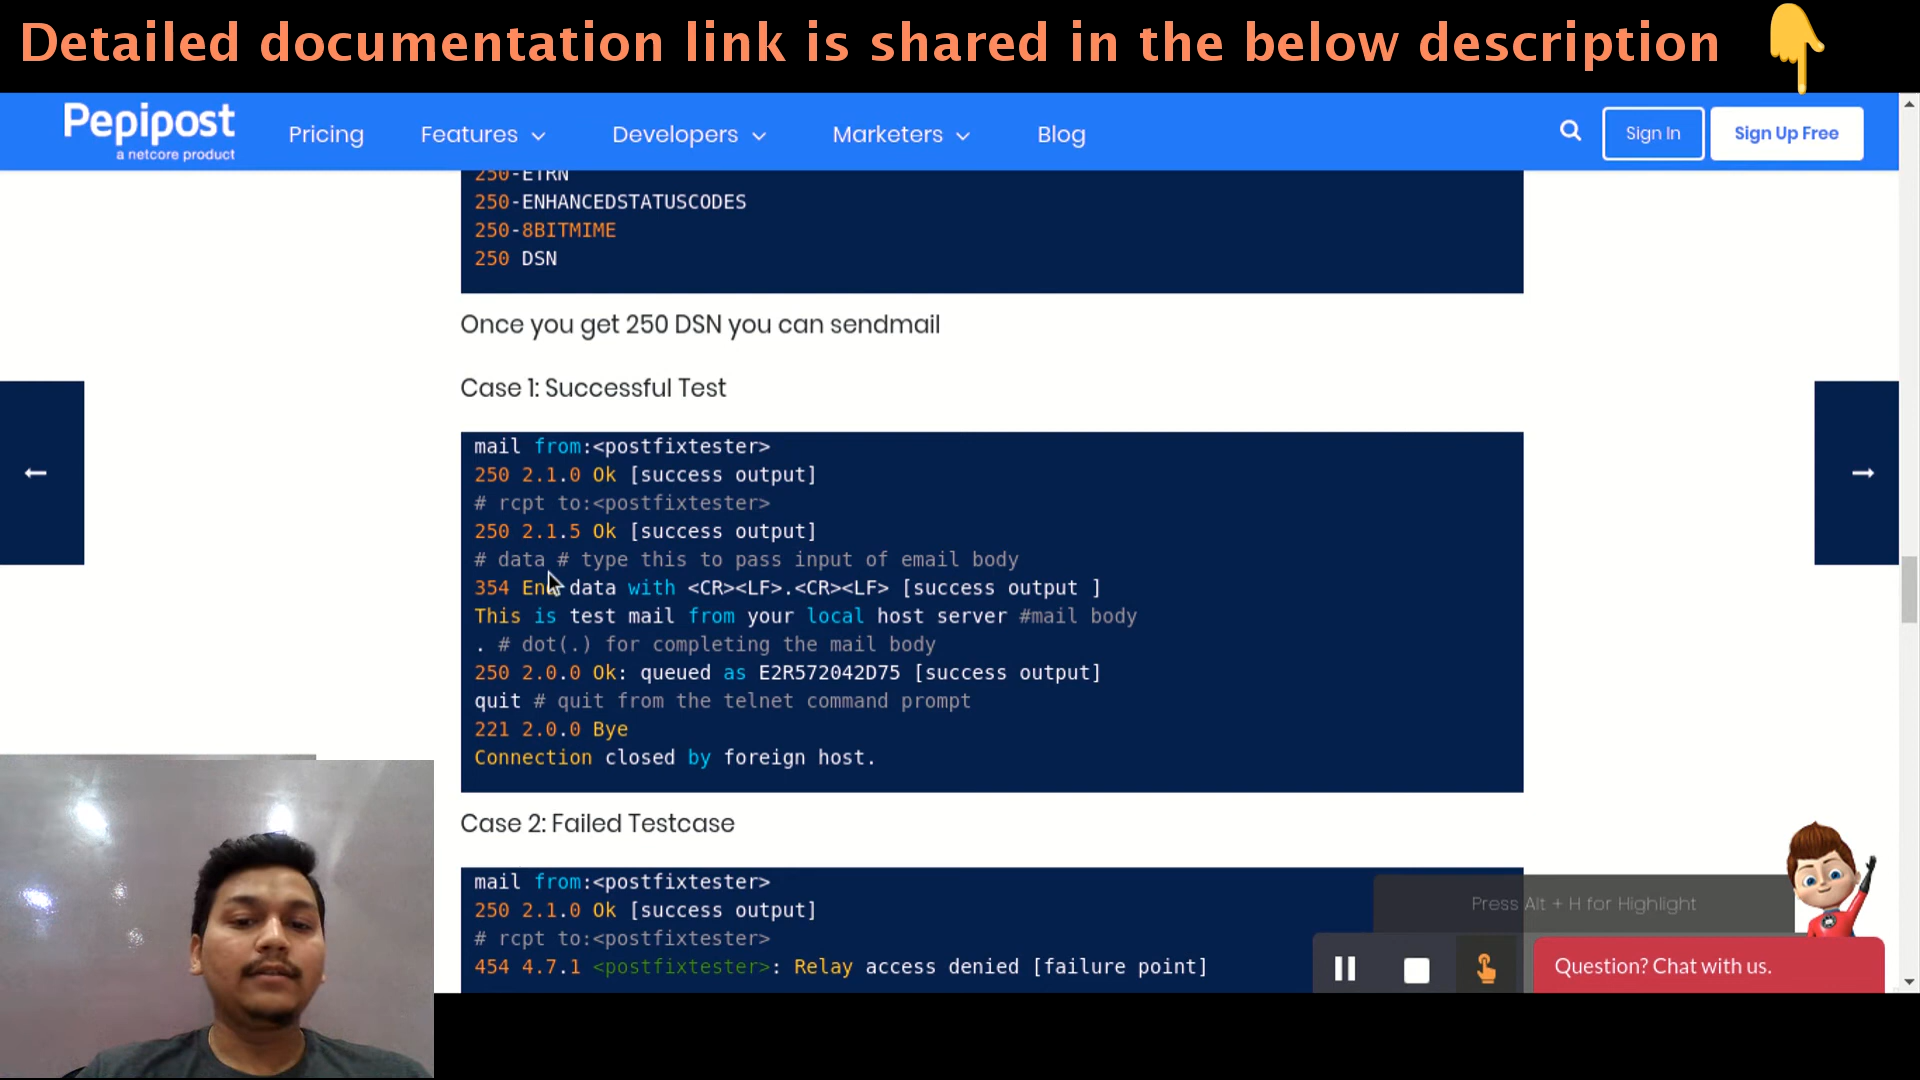 Detailed documentation link is shared in the below description
Pepipost
a netcore product
Pricing
Features
Developers
Marketers
Blog
Sign In
Sign Up Free
250-ETRN
250-ENHANCEDSTATUSCODES
250-8BITMIME
250 DSN
Once you get 250 DSN you can sendmail
Case 1: Successful Test
mail from:<postfixtester>
250 2.1.0 Ok [success output]
# rcpt to:<postfixtester>
250 2.1.5 Ok [success output]
# data # type this to pass input of email body
354 End data with <CR><LF>.<CR><LF> [success output ]
This is test mail from your local host server #mail body
. # dot(.) for completing the mail body
250 2.0.0 Ok: queued as E2R572042D75 [success output]
quit # quit from the telnet command prompt
221 2.0.0 Bye
Connection closed by foreign host.
Case 2: Failed Testcase
mail from:<postfixtester>
250 2.1.0 Ok [success output]
# rcpt to:<postfixtester>
454 4.7.1 <postfixtester>: Relay access denied [failure point]
Press Alt + H for Highlight
Question? Chat with us.